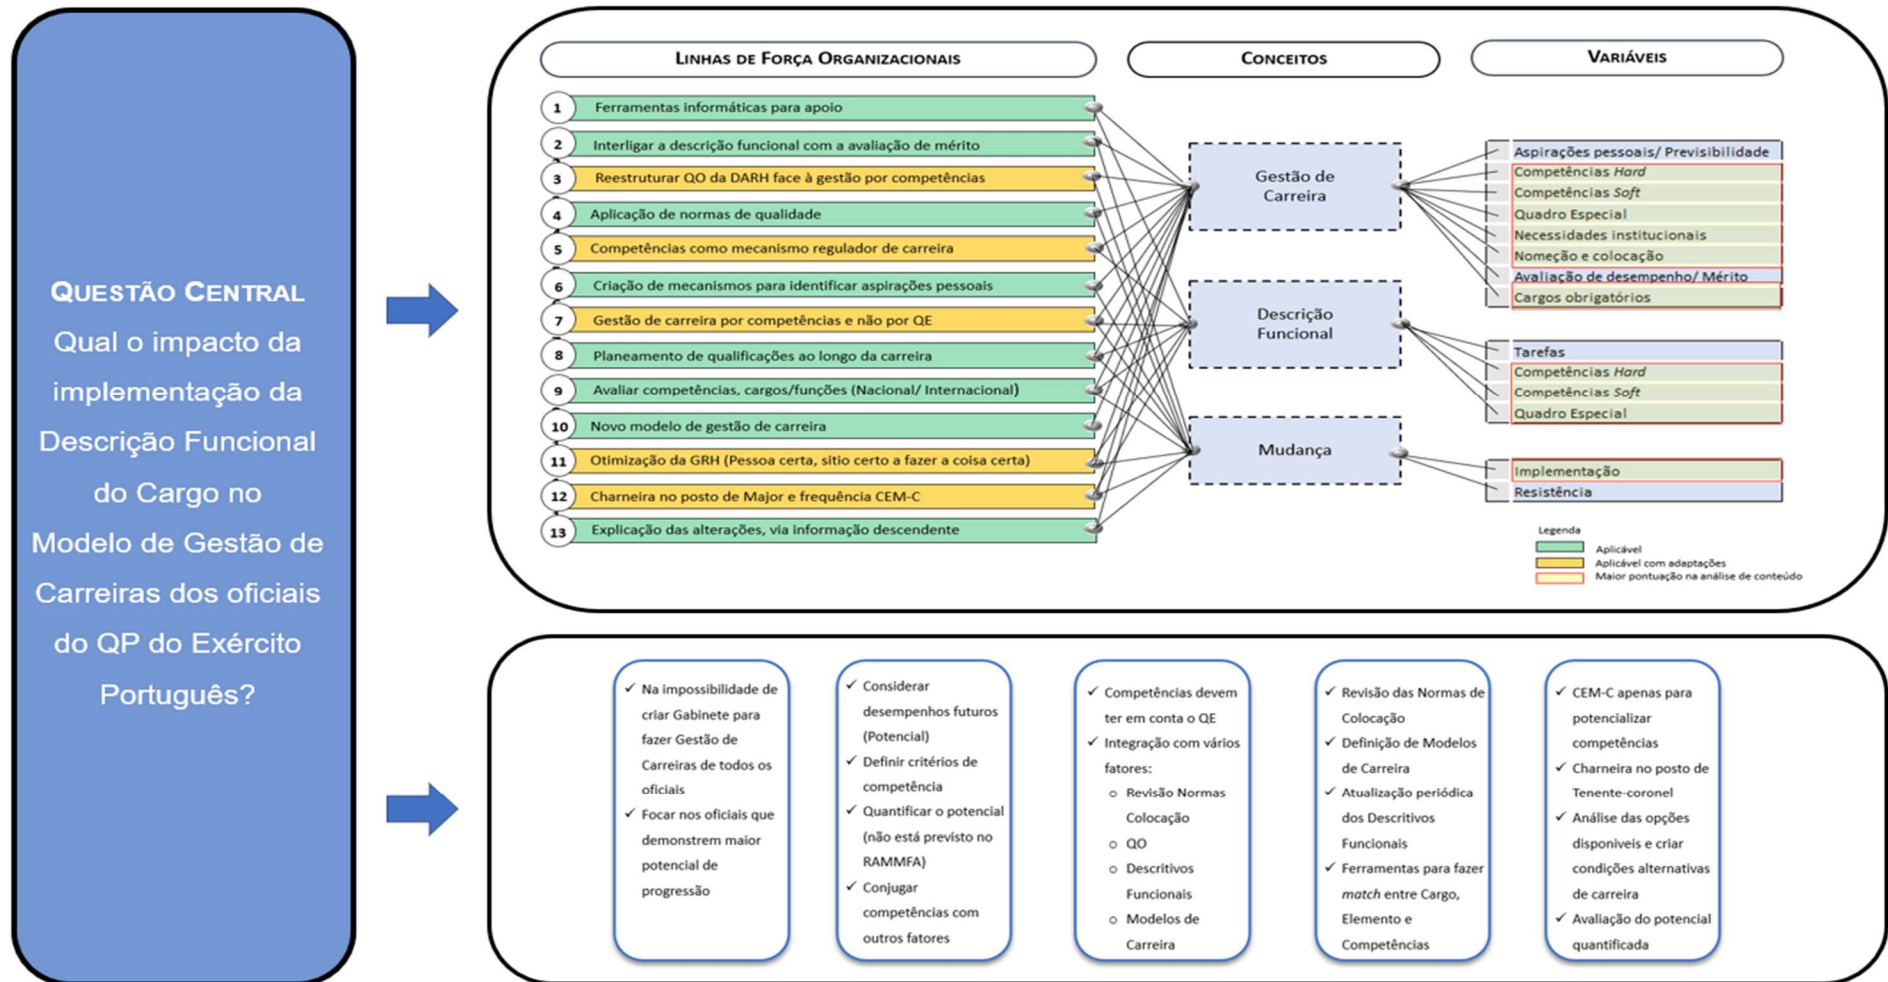 QUESTÃO CENTRAL
Qual o impacto da
implementação da
Descrição Funcional
do Cargo no
Modelo de Gestão de
Carreiras dos oficiais
do QP do Exército
Português?
LINHAS DE FORÇA ORGANIZACIONAIS
1 Ferramentas informáticas para apoio
2 Interligar a descrição funcional com a avaliação de mérito
3 Reestruturar QO da DARH face à gestão por competências
4 Aplicação de normas de qualidade
5 Competências como mecanismo regulador de carreira
6 Criação de mecanismos para identificar aspirações pessoais
7 Gestão de carreira por competências e não por QE
8 Planeamento de qualificações ao longo da carreira
9 Avaliar competências, cargos/funções (Nacional/ Internacional)
10 Novo modelo de gestão de carreira
11 Otimização da GRH (Pessoa certa, sitio certo a fazer a coisa certa)
12 Charneira no posto de Major e frequência CEM-C
13 Explicação das alterações, via informação descendente
CONCEITOS
Gestão de
Carreira
Descrição
Funcional
Mudança
VARIÁVEIS
Aspirações pessoais/ Previsibilidade
Competências Hard
Competências Soft
Quadro Especial
Necessidades institucionais
Nomeção e colocação
Avaliação de desempenho/ Mérito
Cargos obrigatórios
Tarefas
Competências Hard
Competências Soft
Quadro Especial
Implementação
Resistência
Legenda
Aplicável
Aplicável com adaptações
Maior pontuação na análise de conteúdo
✓ Na impossibilidade de
criar Gabinete para
fazer Gestão de
Carreiras de todos os
oficiais
✓ Focar nos oficiais que
demonstrem maior
potencial de
progressão
✓ Considerar
desempenhos futuros
(Potencial)
✓ Definir critérios de
competência
✓ Quantificar o potencial
(não está previsto no
RAMMFA)
✓ Conjugar
competências com
outros fatores
✓ Competências devem
ter em conta o QE
✓ Integração com vários
fatores:
o Revisão Normas
Colocação
o QO
o Descritivos
Funcionais
o Modelos de
Carreira
✓ Revisão das Normas de
Colocação
✓ Definição de Modelos
de Carreira
✓ Atualização periódica
dos Descritivos
Funcionais
✓ Ferramentas para fazer
match entre Cargo,
Elemento e
Competências
✓ CEM-C apenas para
potencializar
competências
✓ Charneira no posto de
Tenente-coronel
✓ Análise das opções
disponiveis e criar
condições alternativas
de carreira
✓ Avaliação do potencial
quantificada